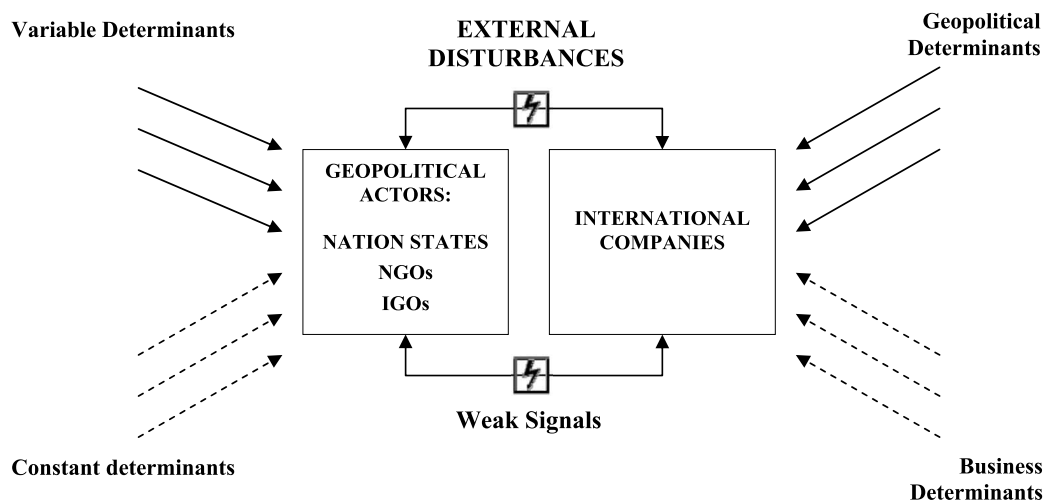 Variable Determinants
EXTERNAL
DISTURBANCES
Geopolitical
Determinants
GEOPOLITICAL
ACTORS:
NATION STATES
NGOs
IGOs
INTERNATIONAL
COMPANIES
Weak Signals
Constant determinants
Business
Determinants